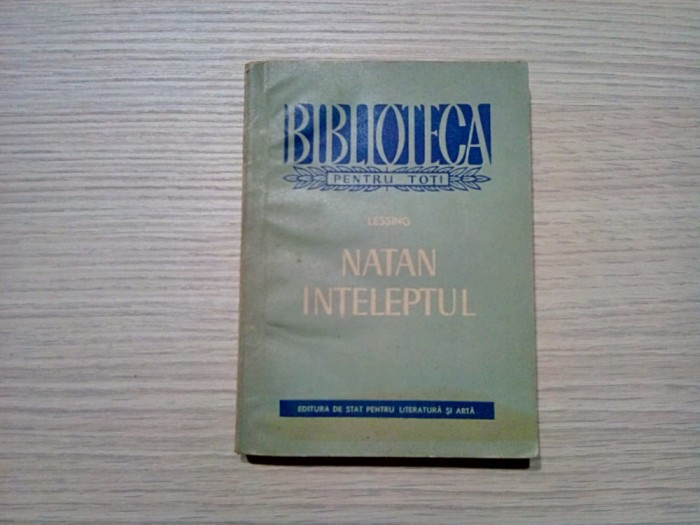 BIBLIOTECA
PENTRU TOȚI
LESSING
NATAN
INȚELEPTUL
EDITURA DE STAT PENTRU LITERATURĂ ȘI ARTĂ